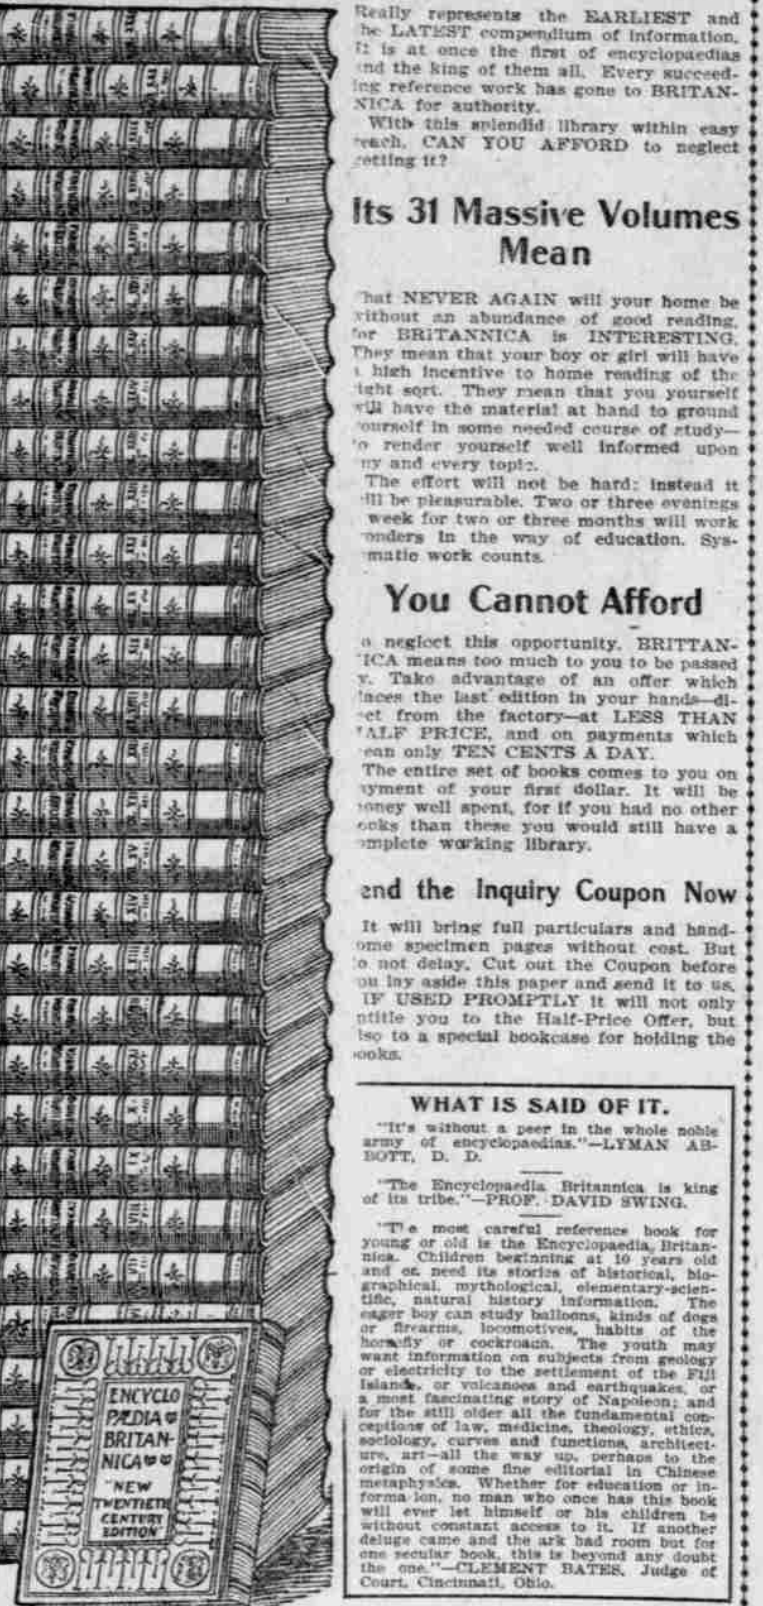 Really represents the EARLIEST and
he LATEST compendium of information.
It is at once the first of encyclopaedias
and the king of them all. Every succeed-
ing reference work has gone to BRITAN-
NICA for authority.
With this splendid library within easy
reach, CAN YOU AFFORD to neglect
getting it?
Its 31 Massive Volumes
Mean
hat NEVER AGAIN will your home be
without an abundance of good reading,
for BRITANNICA is INTERESTING.
They mean that your boy or girl will have
a high incentive to home reading of the
ight sort. They mean that you yourself
will have the material at hand to ground
yourself in some needed course of study—
to render yourself well informed upon
ny and every topic.
The effort will not be hard; instead it
ill be pleasurable. Two or three evenings
week for two or three months will work
onders in the way of education. Sys-
matic work counts.
You Cannot Afford
o neglect this opportunity. BRITTAN-
ICA means too much to you to be passed
y. Take advantage of an offer which
laces the last edition in your hands—di-
ect from the factory—at LESS THAN
HALF PRICE, and on payments which
ean only TEN CENTS A DAY.
The entire set of books comes to you on
ayment of your first dollar. It will be
money well spent, for if you had no other
ooks than these you would still have a
omplete working library.
end the Inquiry Coupon Now
It will bring full particulars and hand-
ome specimen pages without cost. But
o not delay. Cut out the Coupon before
ou lay aside this paper and send it to us.
IF USED PROMPTLY it will not only
ntitle you to the Half-Price Offer, but
lso to a special bookcase for holding the
ooks.
WHAT IS SAID OF IT.
"It's without a peer in the whole noble
army of encyclopaedias."—LYMAN AB-
BOTT, D. D.
"The Encyclopaedia Britannica is king
of its tribe."—PROF. DAVID SWING.
"T e most careful reference book for
young or old is the Encyclopaedia Britan-
nica. Children beginning at 10 years old
and on need its stories of historical, bio-
graphical, mythological, elementary-scien-
tific, natural history information. The
eager boy can study balloons, kinds of dogs
or firearms, locomotives, habits of the
horsefly or cockroach. The youth may
want information on subjects from geology
or electricity to the settlement of the Fiji
Islands, or volcanoes and earthquakes, or
a most fascinating story of Napoleon; and
for the still older all the fundamental con-
ceptions of law, medicine, theology, ethics,
sociology, curves and functions, architect-
ure, art—all the way up, perhaps to the
origin of some fine editorial in Chinese
metaphysics. Whether for education or in-
forma ion, no man who once has this book
will ever let himself or his children be
without constant access to it. If another
deluge came and the ark had room but for
one secular book, this is beyond any doubt
the one."—CLEMENT BATES, Judge of
Court, Cincinnati, Ohio.
ENCYCLO
PÆDIA
BRITAN-
NICA
"NEW
TWENTIETH
CENTURY
EDITION"